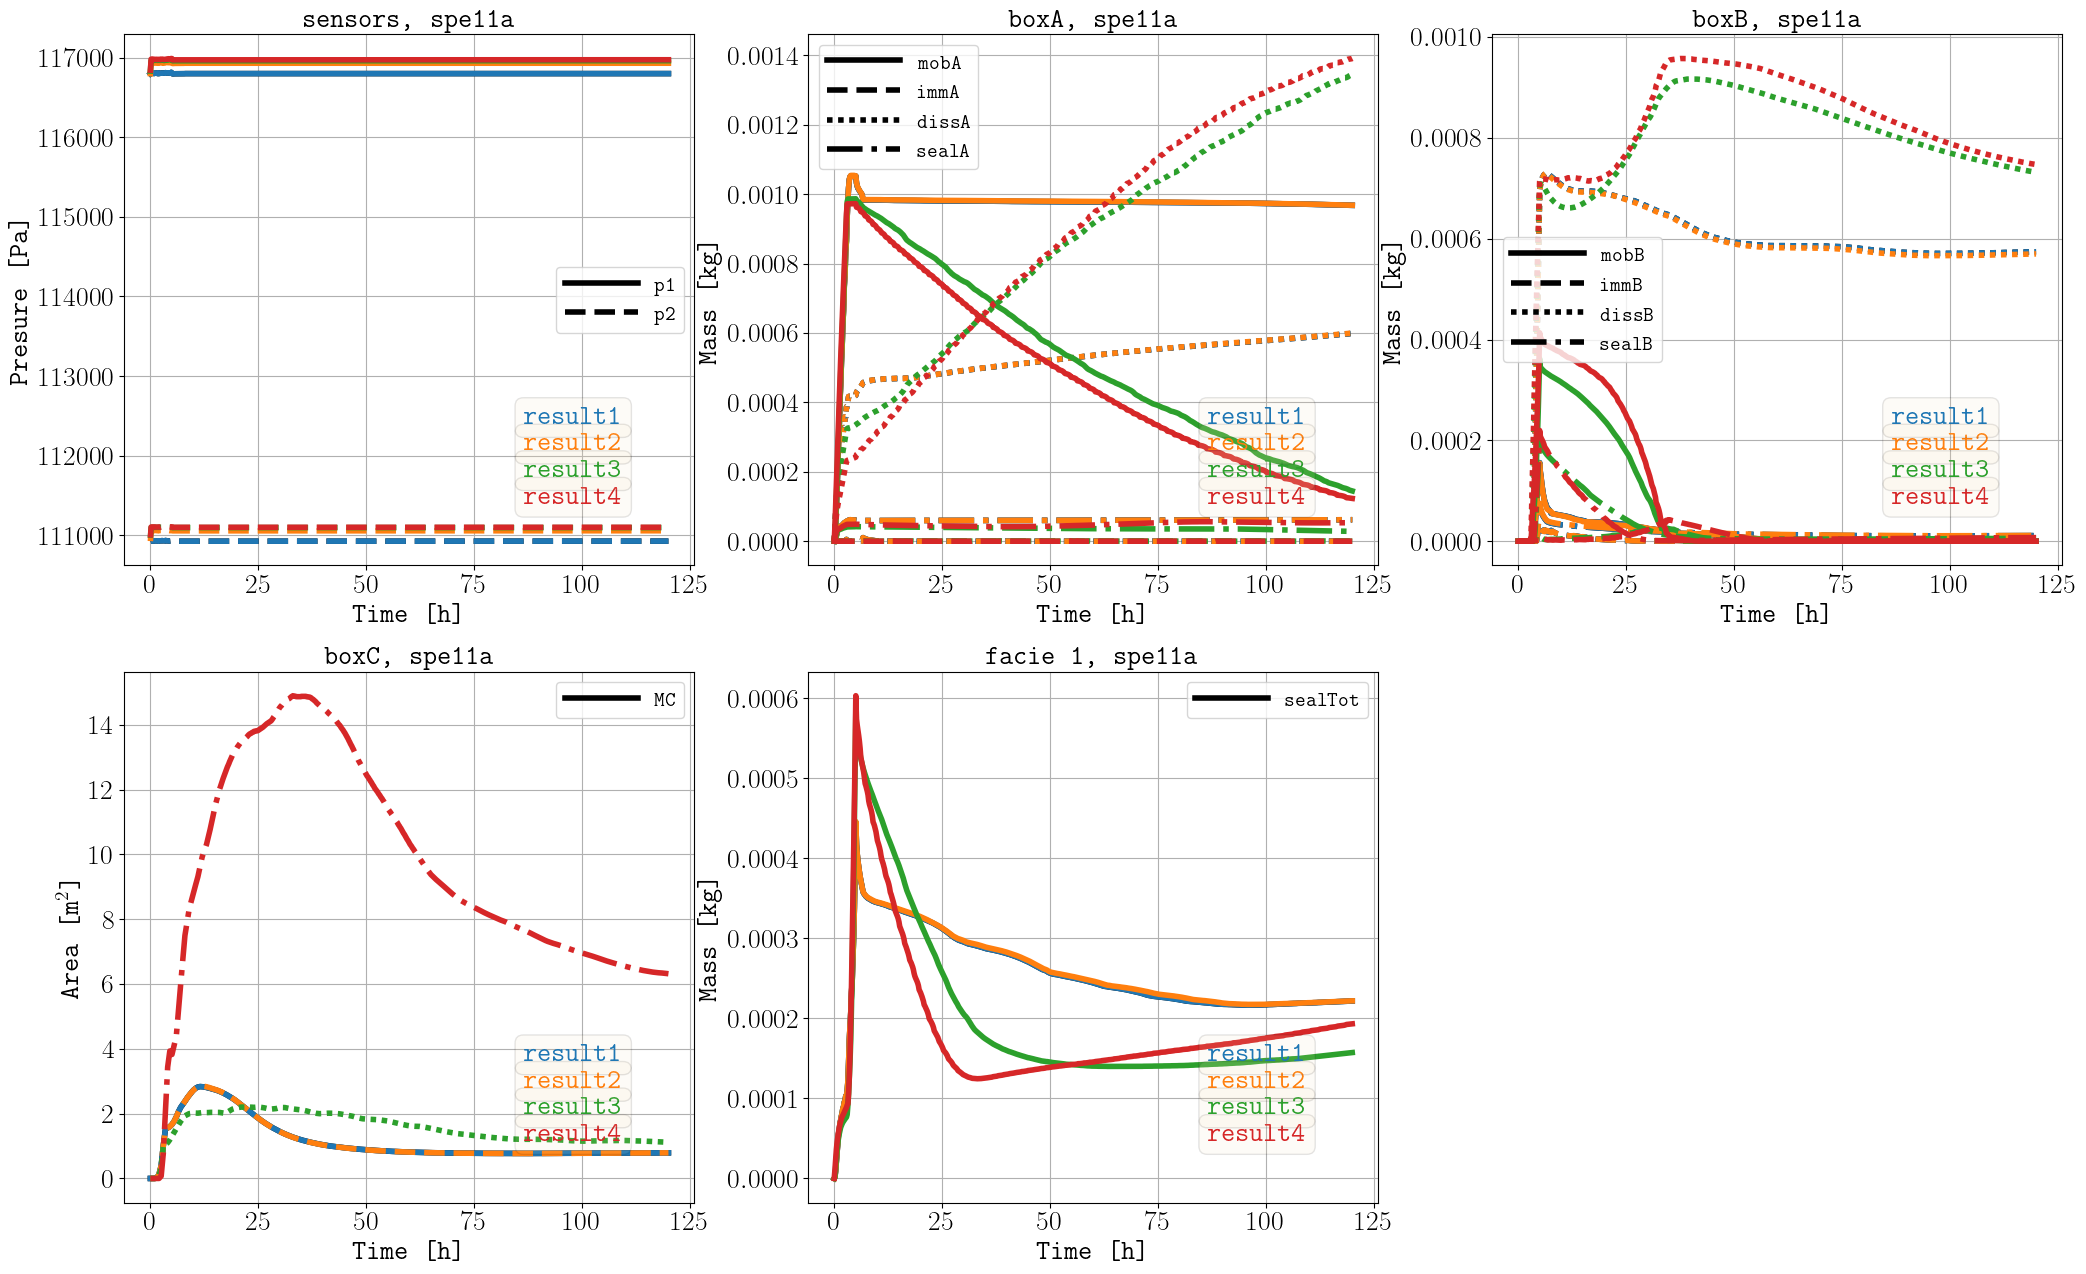 sensors, spe11a
117000
116000
115000
114000
113000
112000
111000
Presure [Pa]
p1
p2
result1
result2
result3
result4
0
25
50
75
100
125
Time [h]
boxA, spe11a
0.0014
0.0012
0.0010
0.0008
0.0006
0.0004
0.0002
0.0000
Mass [kg]
mobA
immA
dissA
sealA
result1
result2
result3
result4
0
25
50
75
100
125
Time [h]
boxB, spe11a
0.0010
0.0008
0.0006
0.0004
0.0002
0.0000
Mass [kg]
mobB
immB
dissB
sealB
result1
result2
result3
result4
0
25
50
75
100
125
Time [h]
boxC, spe11a
14
12
10
8
6
4
2
0
Area [m²]
MC
result1
result2
result3
result4
0
25
50
75
100
125
Time [h]
facie 1, spe11a
0.0006
0.0005
0.0004
0.0003
0.0002
0.0001
0.0000
Mass [kg]
sealTot
result1
result2
result3
result4
0
25
50
75
100
125
Time [h]